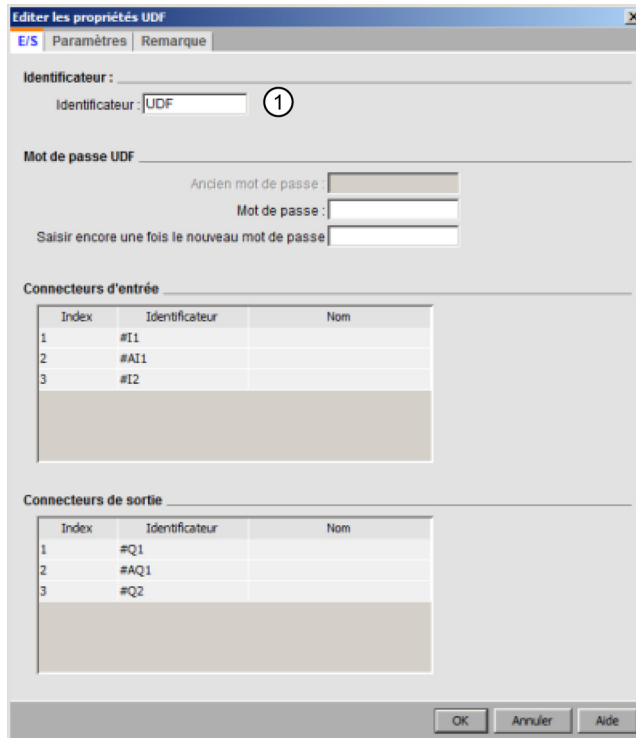 Editer les propriétés UDF
E/S Paramètres Remarque
Identificateur :
Identificateur : UDF 1
Mot de passe UDF
Ancien mot de passe :
Mot de passe :
Saisir encore une fois le nouveau mot de passe
Connecteurs d'entrée
Index Identificateur Nom
1 #I1
2 #AI1
3 #I2
Connecteurs de sortie
Index Identificateur Nom
1 #Q1
2 #AQ1
3 #Q2
OK Annuler Aide